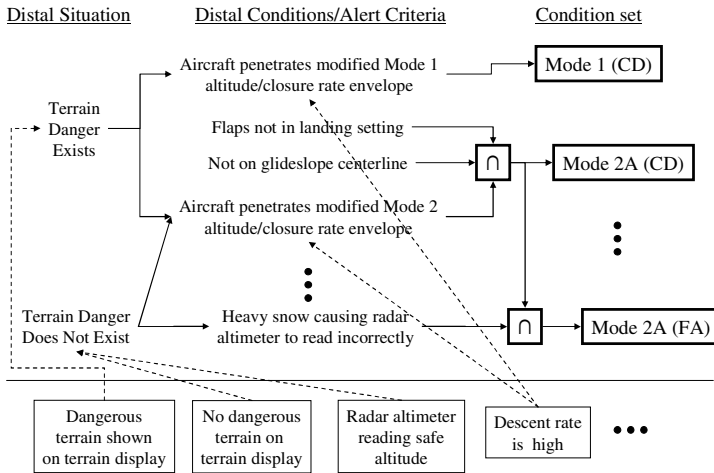 Distal Situation
Distal Conditions/Alert Criteria
Condition set
Aircraft penetrates modified Mode 1
altitude/closure rate envelope
Mode 1 (CD)
Terrain
Danger
Exists
Flaps not in landing setting
Not on glideslope centerline
∩
Mode 2A (CD)
Aircraft penetrates modified Mode 2
altitude/closure rate envelope
Terrain Danger
Does Not Exist
Heavy snow causing radar
altimeter to read incorrectly
∩
Mode 2A (FA)
Dangerous
terrain shown
on terrain display
No dangerous
terrain on
terrain display
Radar altimeter
reading safe
altitude
Descent rate
is high